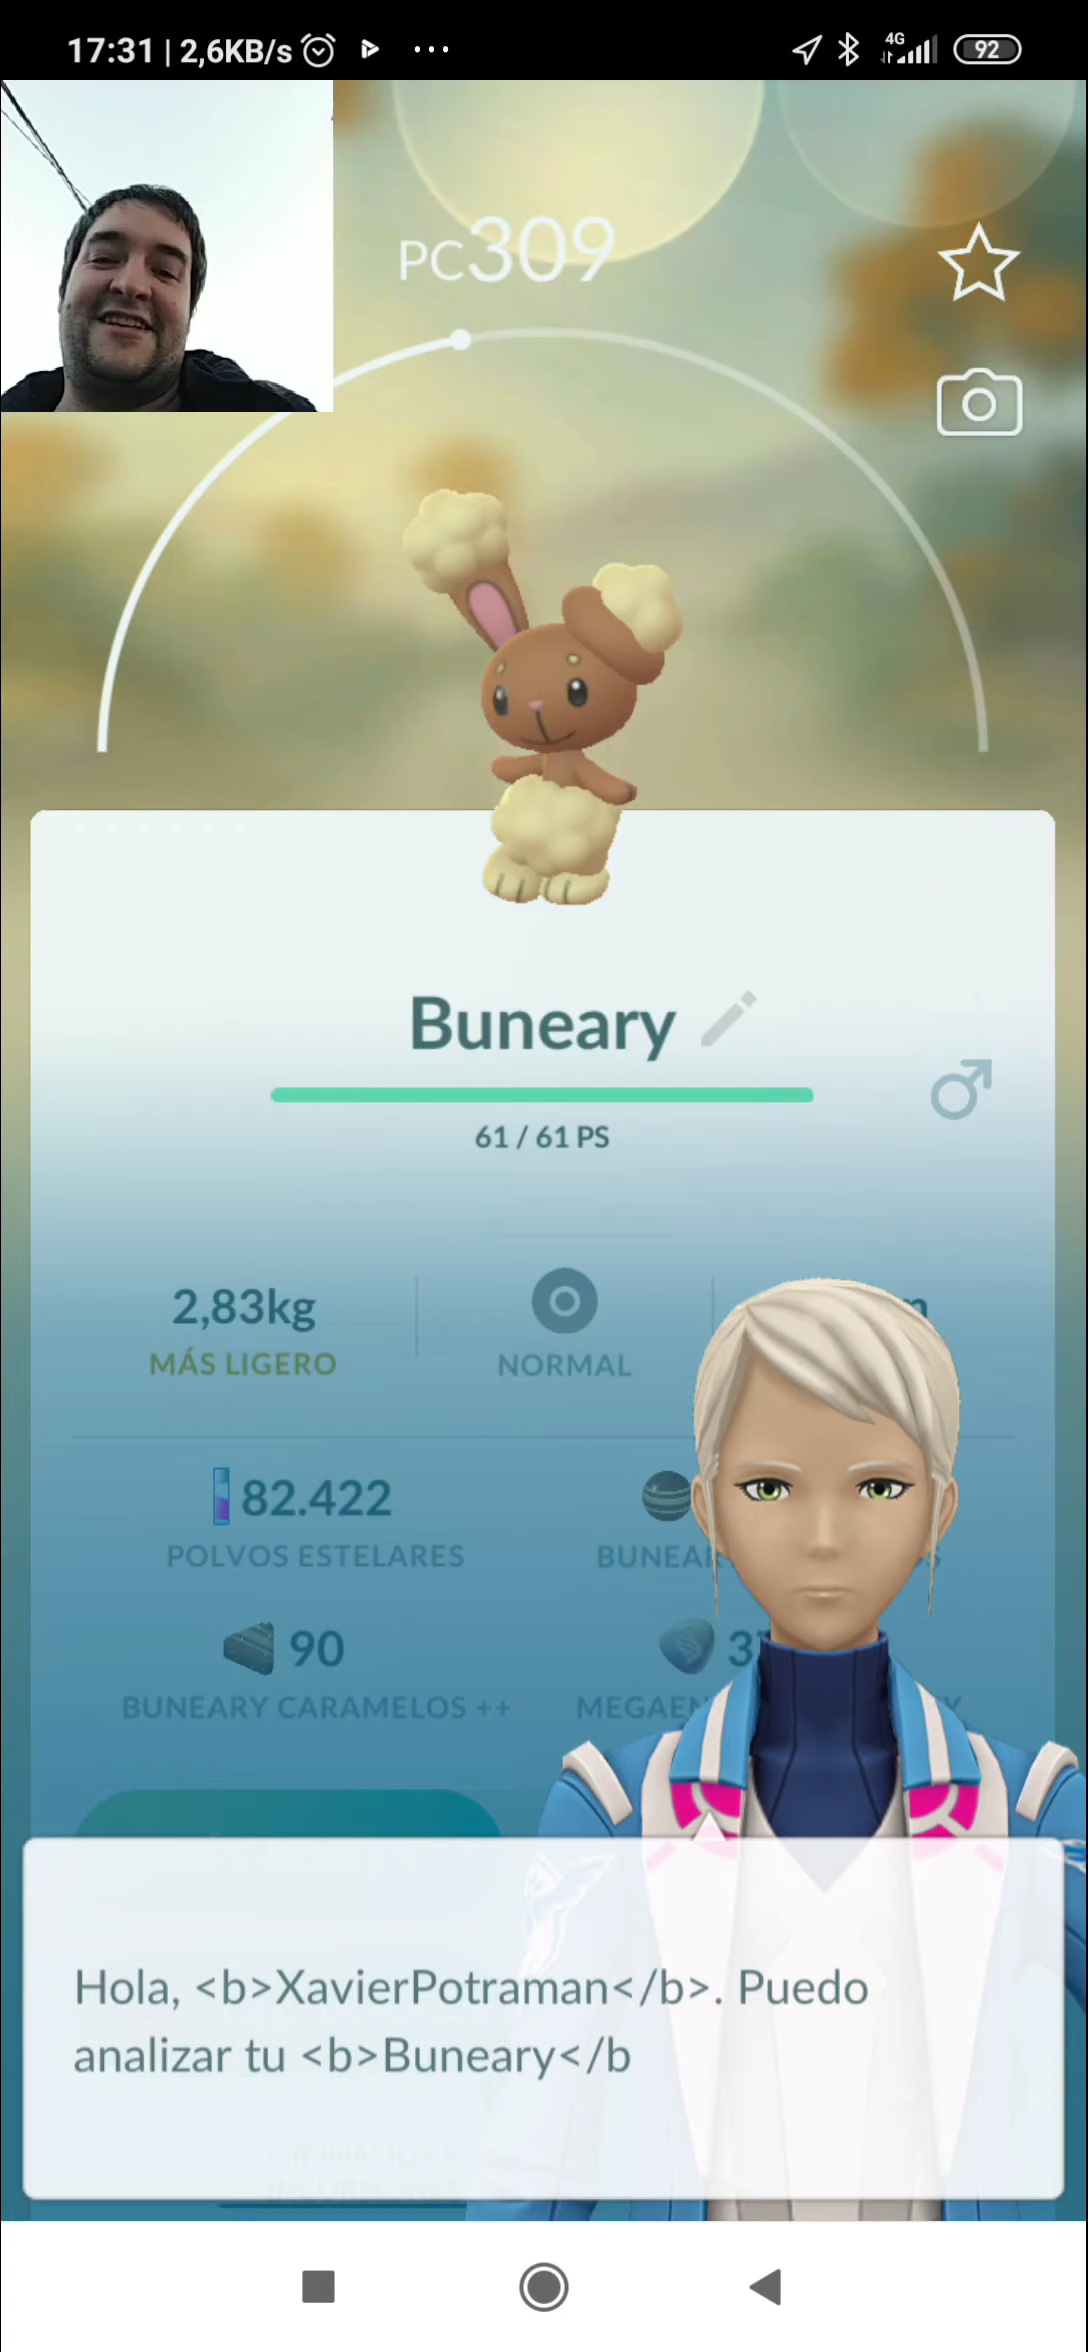 17:31 | 2,6KB/s
4G
92
PC309
Buneary
61 / 61 PS
2,83kg
MÁS LIGERO
NORMAL
82.422
POLVOS ESTELARES
90
BUNEARY CARAMELOS ++
Hola, <b>XavierPotraman</b>. Puedo
analizar tu <b>Buneary</b